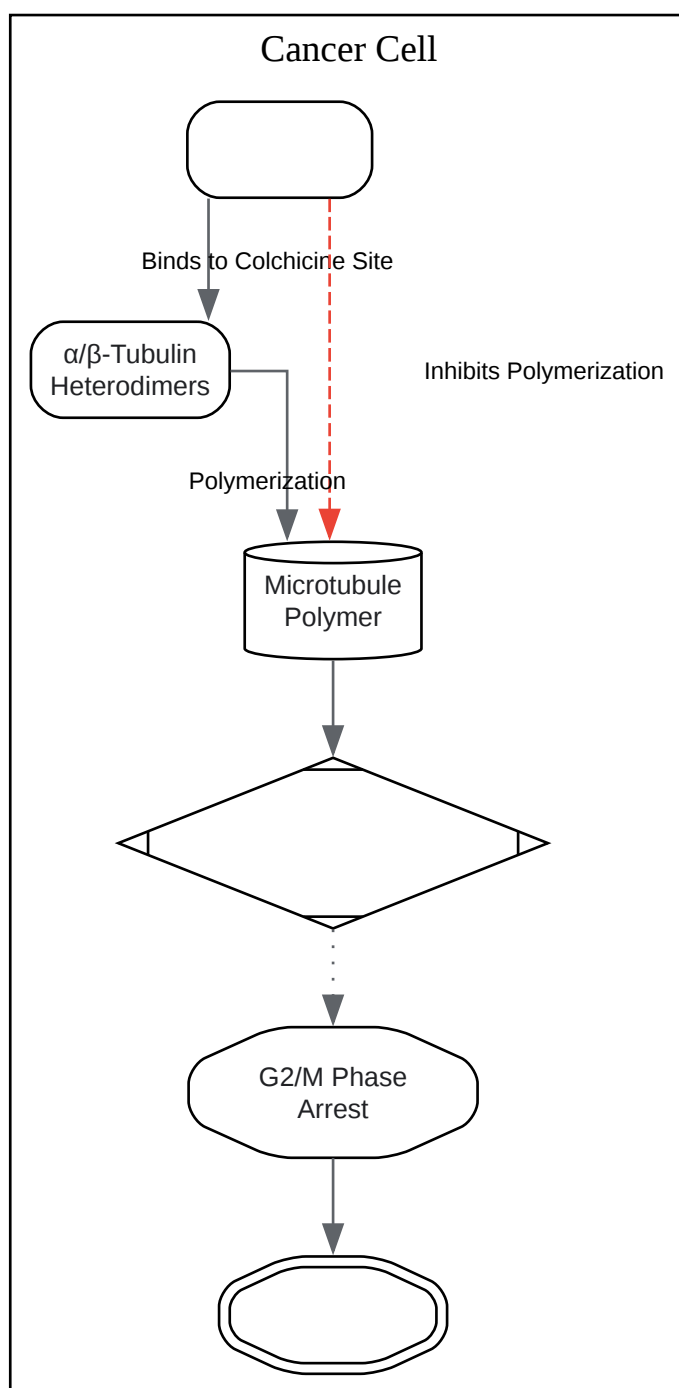 Cancer Cell
Binds to Colchicine Site
α/β-Tubulin
Heterodimers
Inhibits Polymerization
Polymerization
Microtubule
Polymer
G2/M Phase
Arrest